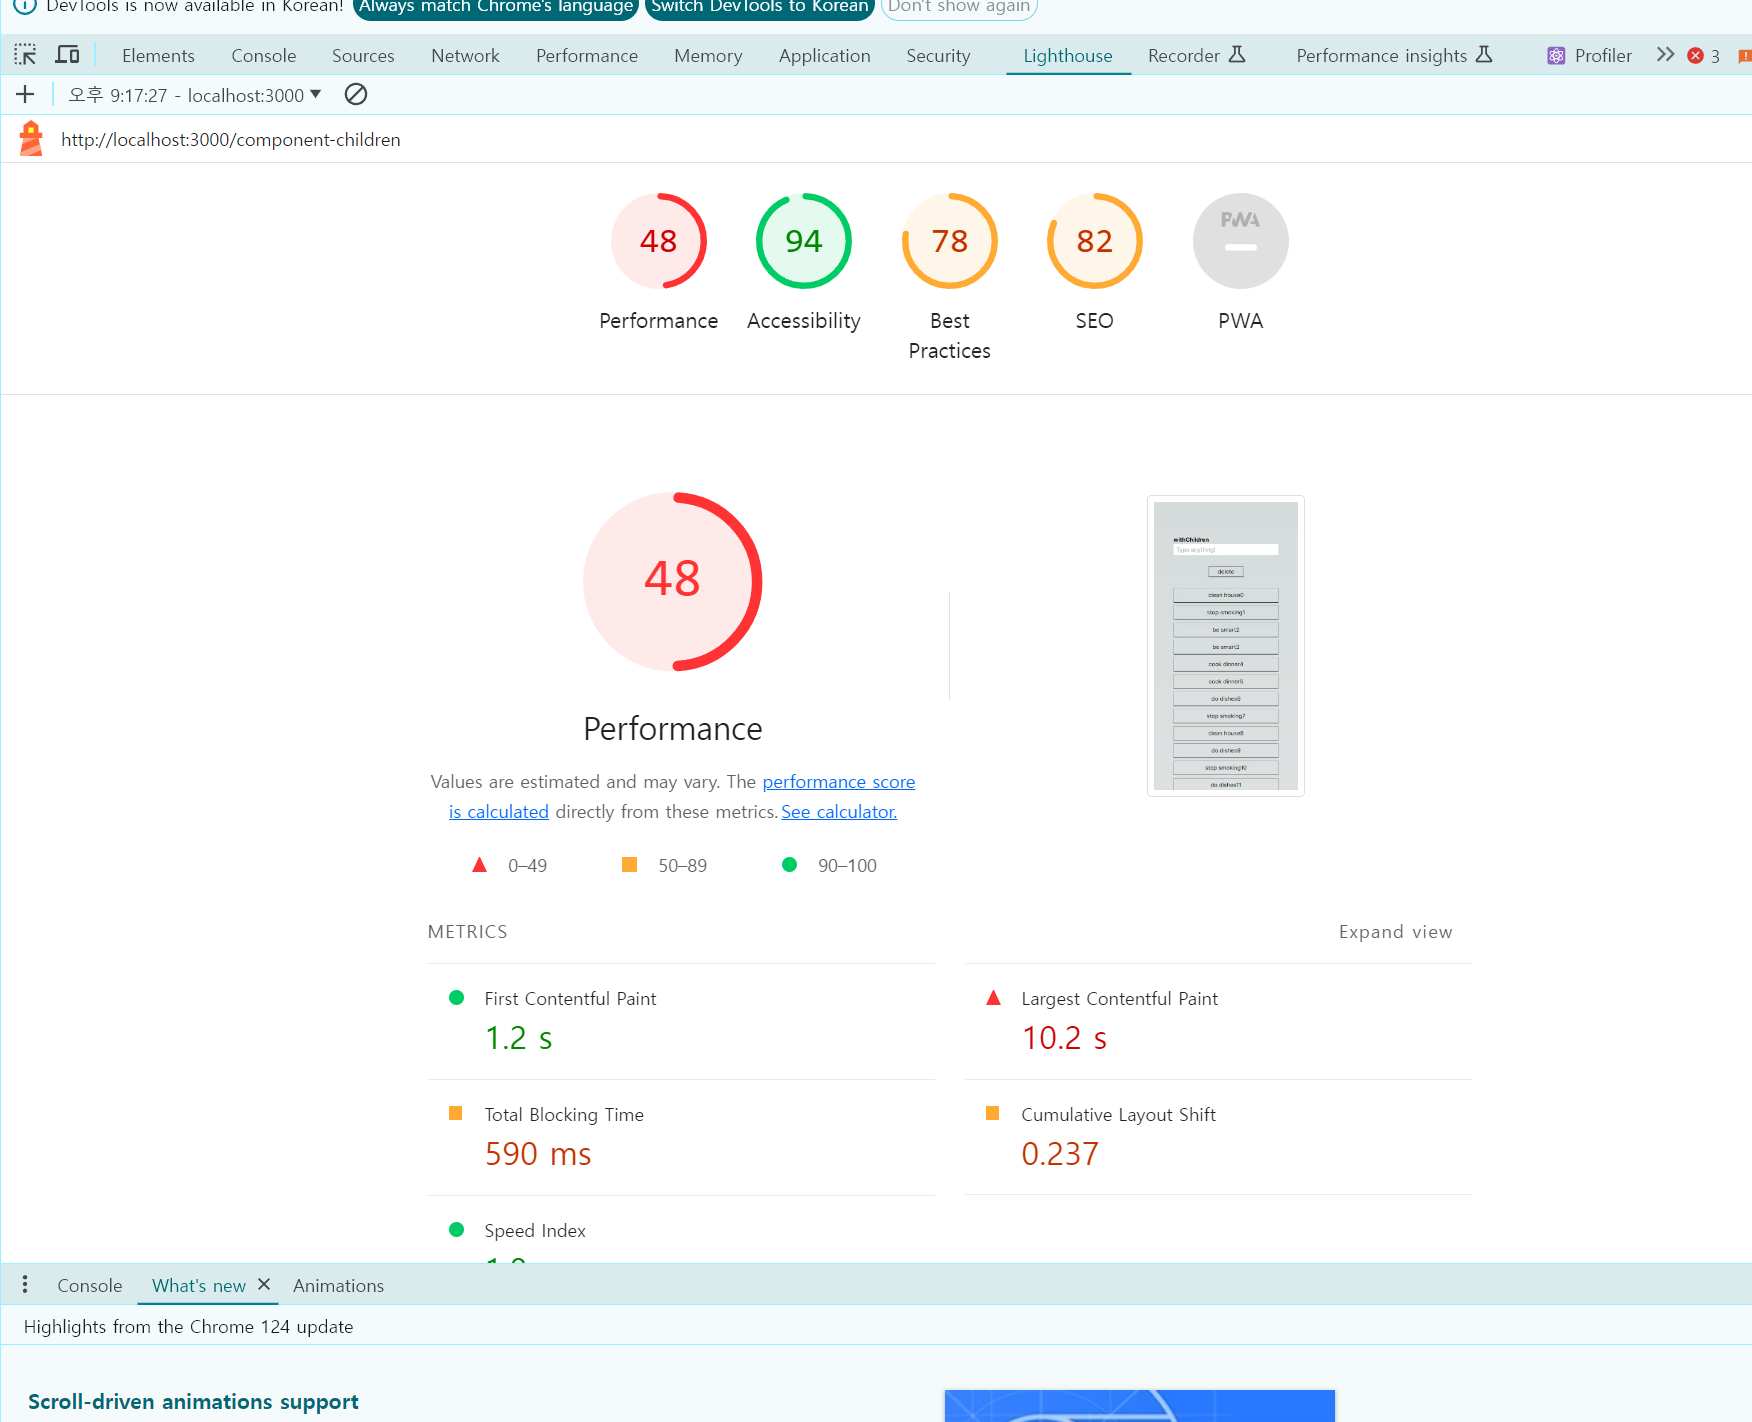 DevTools is now available in Korean! Always match Chrome's language Switch DevTools to Korean Don't show again
Elements Console Sources Network Performance Memory Application Security Lighthouse Recorder Performance insights Profiler 3
오후 9:17:27 - localhost:3000
http://localhost:3000/component-children
48 94 78 82 PWA
Performance Accessibility Best Practices SEO PWA
48
Performance
Values are estimated and may vary. The performance score
is calculated directly from these metrics. See calculator.
0–49 50–89 90–100
withChildren
Type anything!
delete
clean house0
stop smoking1
be smart2
be smart3
cook dinner4
cook dinner5
do dishes6
stop smoking7
clean house8
do dishes9
stop smoking10
do dishes11
METRICS Expand view
First Contentful Paint
1.2 s
Largest Contentful Paint
10.2 s
Total Blocking Time
590 ms
Cumulative Layout Shift
0.237
Speed Index
Console What's new Animations
Highlights from the Chrome 124 update
Scroll-driven animations support